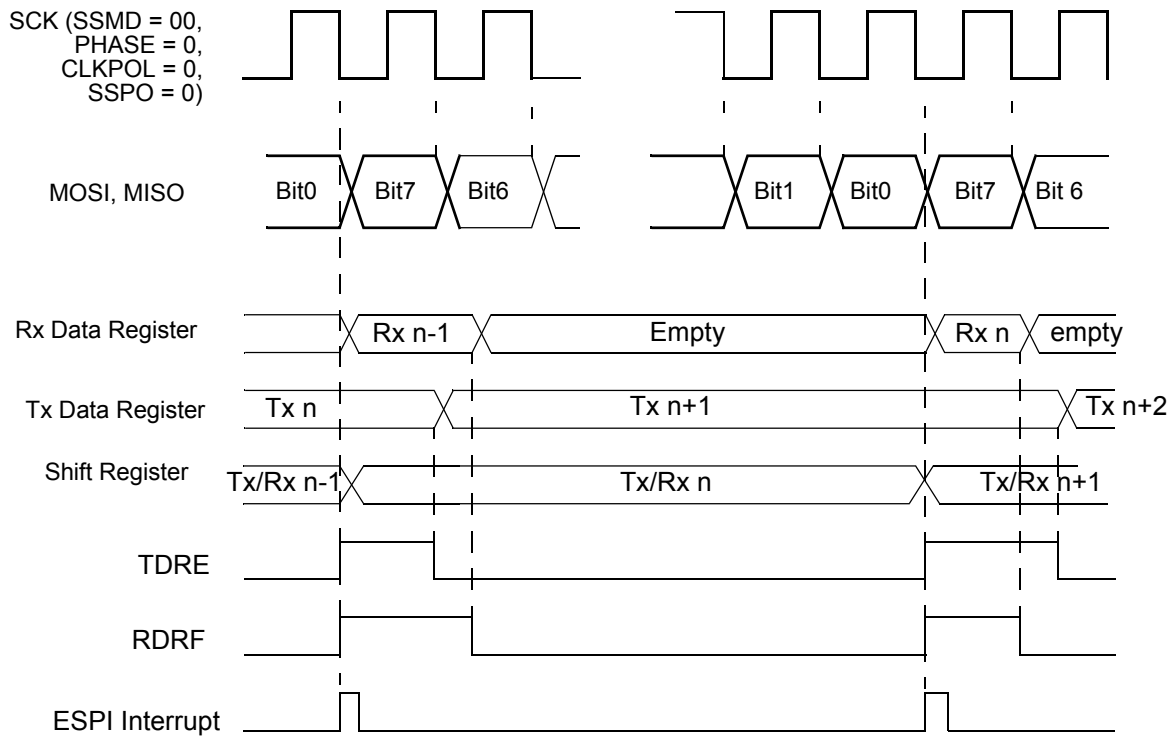 SCK (SSMD = 00,
PHASE = 0,
CLKPOL = 0,
SSPO = 0)
MOSI, MISO
Bit0
Bit7
Bit6
Bit1
Bit0
Bit7
Bit 6
Rx Data Register
Rx n-1
Empty
Rx n
empty
Tx Data Register
Tx n
Tx n+1
Tx n+2
Shift Register
Tx/Rx n-1
Tx/Rx n
Tx/Rx n+1
TDRE
RDRF
ESPI Interrupt